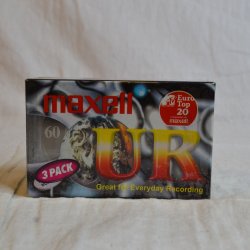 maxell
Euro
Top
20
maxell
60
UR
3 PACK
Great for Everyday Recording